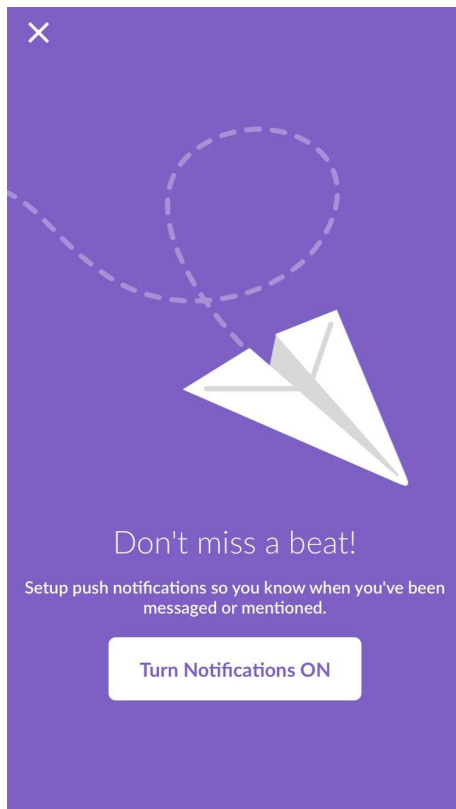 Don't miss a beat!
Setup push notifications so you know when you've been
messaged or mentioned.
Turn Notifications ON